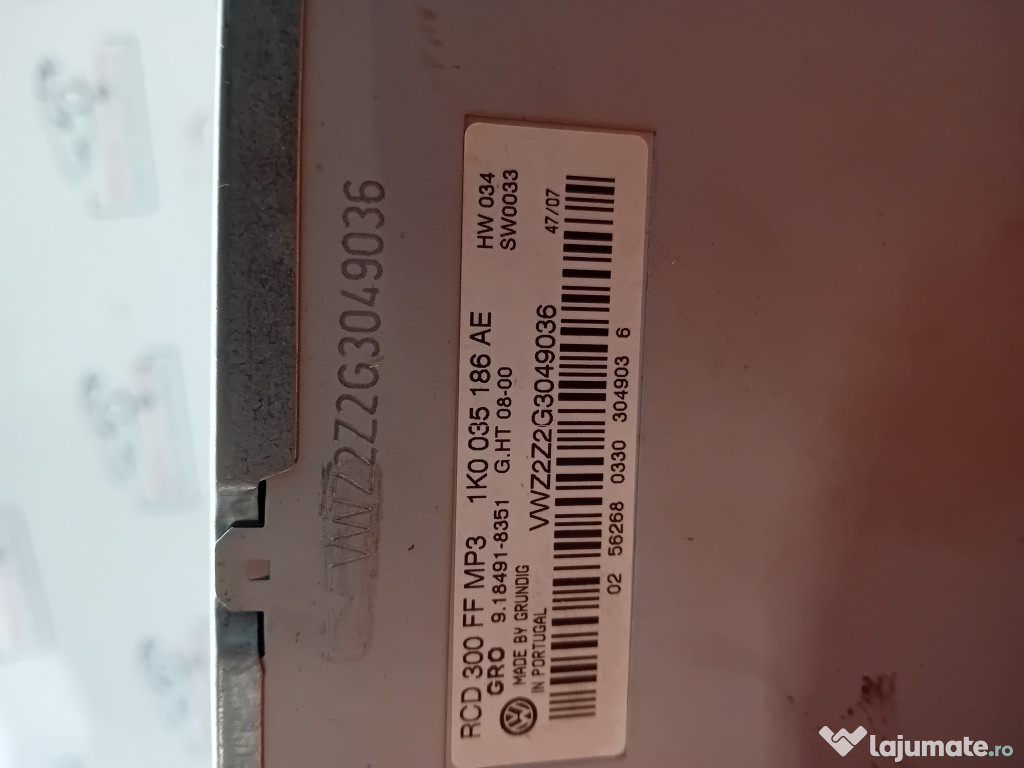 VWZ2Z2G3049036
RCD 300 FF MP3 1K0 035 186 AE HW 034
GRO 9.18491-8351 G.HT 08-00 SW0033
MADE BY GRUNDIG
IN PORTUGAL
VWZ2Z2G3049036 47/07
02 56268 0330 304903 6
lajumate.ro